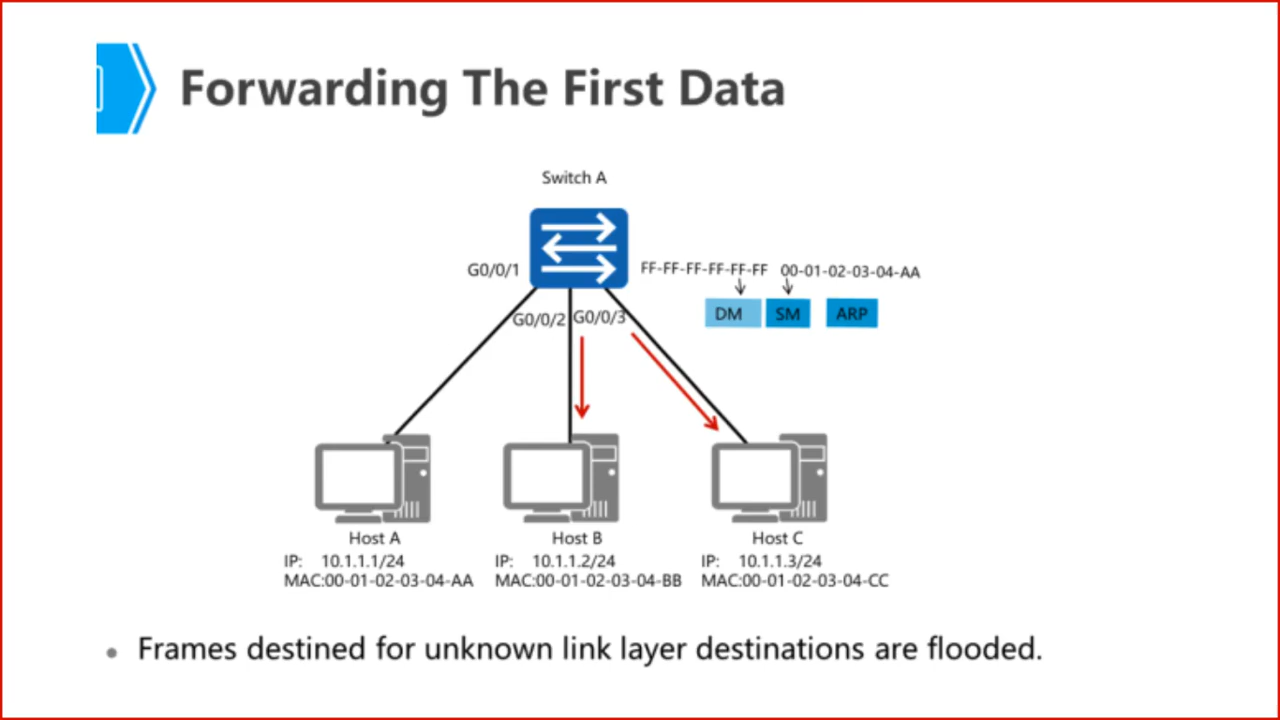 Forwarding The First Data
Switch A
G0/0/1
FF-FF-FF-FF-FF-FF 00-01-02-03-04-AA
DM SM ARP
G0/0/2 G0/0/3
Host A
IP: 10.1.1.1/24
MAC:00-01-02-03-04-AA
Host B
IP: 10.1.1.2/24
MAC:00-01-02-03-04-BB
Host C
IP: 10.1.1.3/24
MAC:00-01-02-03-04-CC
• Frames destined for unknown link layer destinations are flooded.